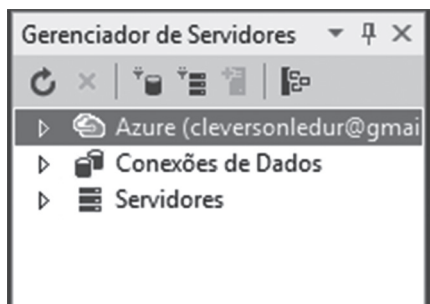 Gerenciador de Servidores
Azure (cleversonledur@gmai
Conexões de Dados
Servidores